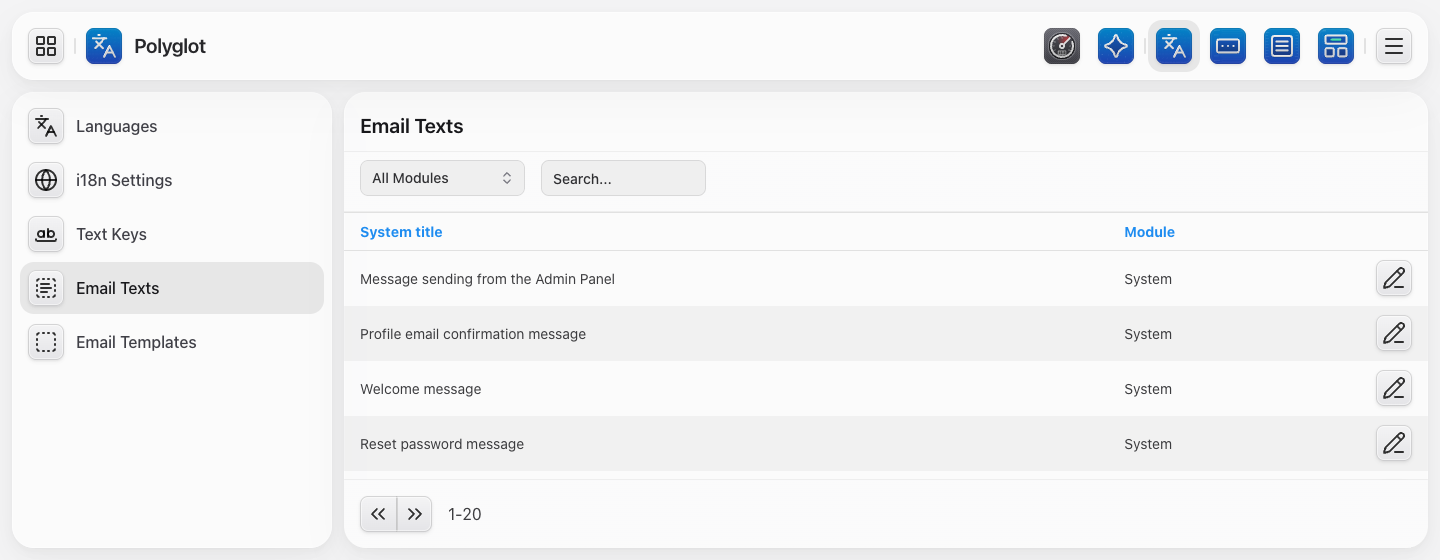 Polyglot
Languages
i18n Settings
Text Keys
Email Texts
Email Templates
Email Texts
All Modules
Search...
System title Module
Message sending from the Admin Panel System
Profile email confirmation message System
Welcome message System
Reset password message System
1-20